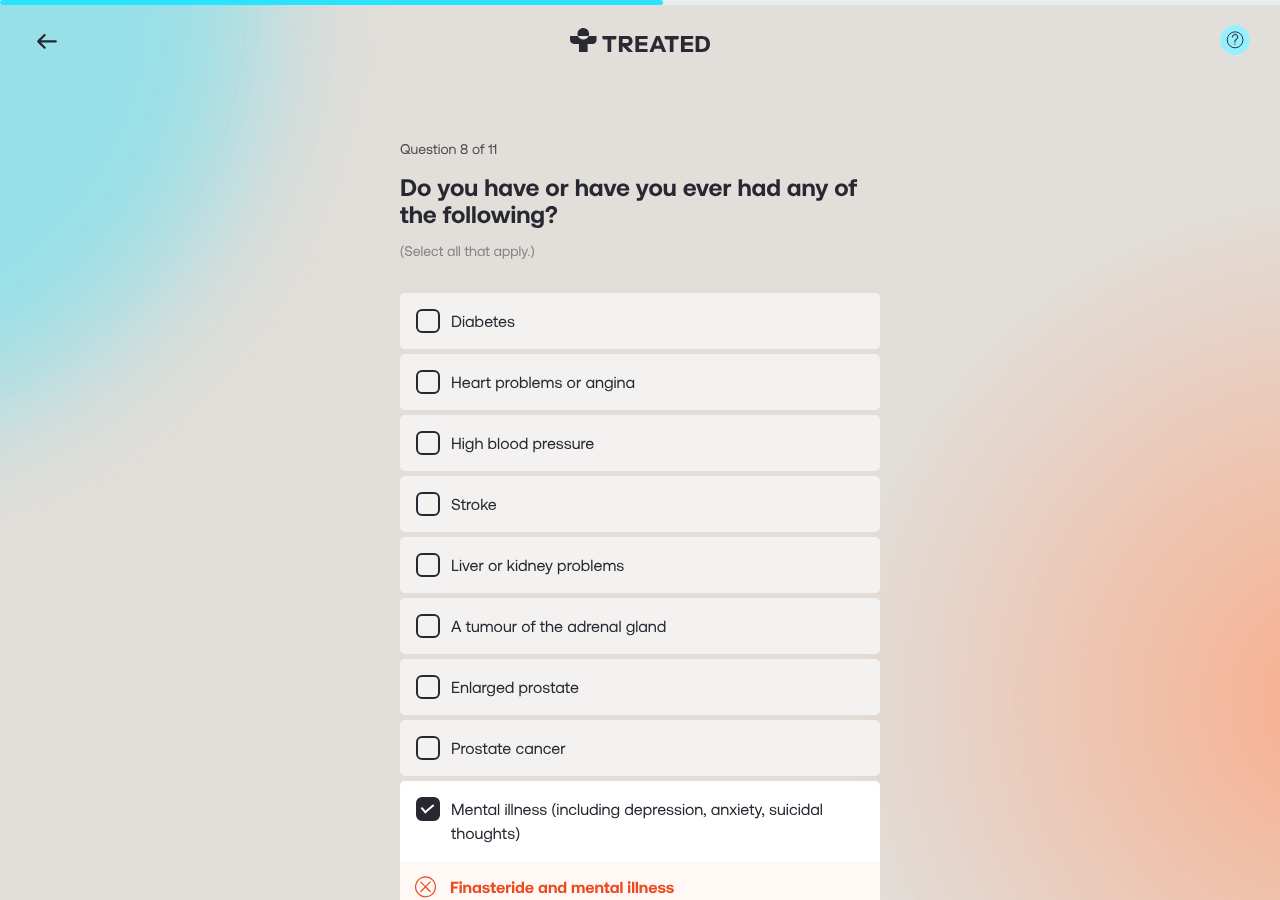 TREATED
Question 8 of 11
Do you have or have you ever had any of
the following?
(Select all that apply.)
Diabetes
Heart problems or angina
High blood pressure
Stroke
Liver or kidney problems
A tumour of the adrenal gland
Enlarged prostate
Prostate cancer
Mental illness (including depression, anxiety, suicidal
thoughts)
Finasteride and mental illness